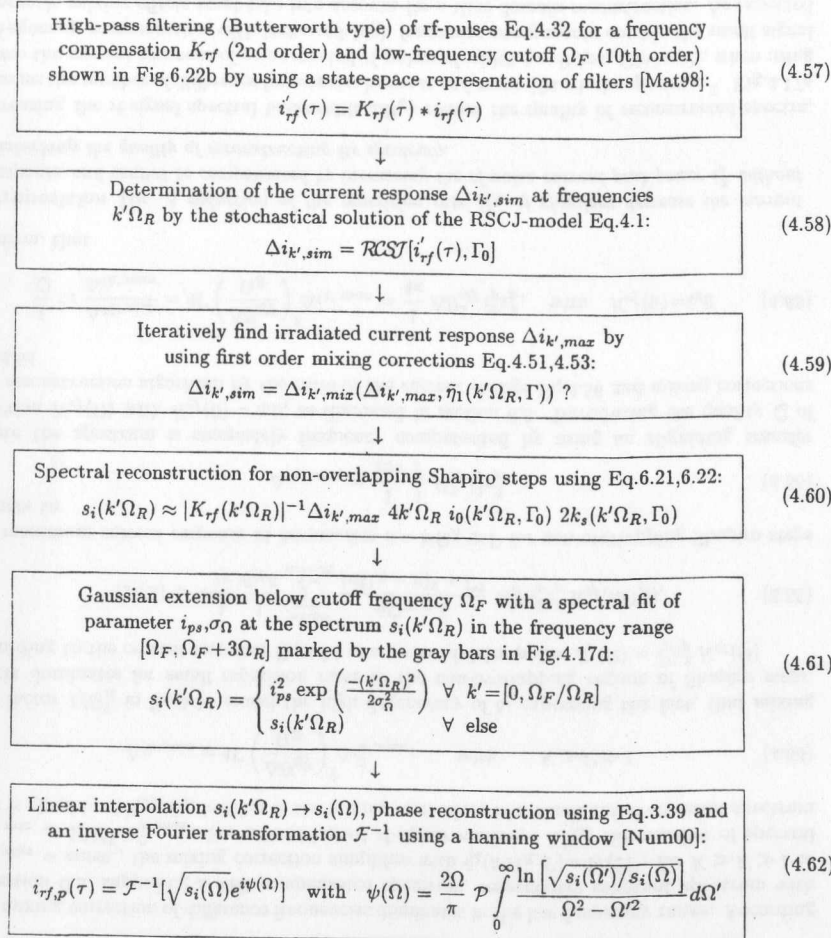 High-pass filtering (Butterworth type) of rf-pulses Eq.4.32 for a frequency
compensation K_rf (2nd order) and low-frequency cutoff Ω_F (10th order)
shown in Fig.6.22b by using a state-space representation of filters [Mat98]:
i'_rf(τ) = K_rf(τ) * i_rf(τ)
(4.57)
↓
Determination of the current response Δi_k',sim at frequencies
k'Ω_R by the stochastical solution of the RSCJ-model Eq.4.1:
Δi_k',sim = RCSJ[i'_rf(τ), Γ_0]
(4.58)
↓
Iteratively find irradiated current response Δi_k',max by
using first order mixing corrections Eq.4.51,4.53:
Δi_k',sim = Δi_k',mix(Δi_k',max, η̃_1(k'Ω_R, Γ)) ?
(4.59)
↓
Spectral reconstruction for non-overlapping Shapiro steps using Eq.6.21,6.22:
s_i(k'Ω_R) ≈ |K_rf(k'Ω_R)|^-1 Δi_k',max 4k'Ω_R i_0(k'Ω_R, Γ_0) 2k_s(k'Ω_R, Γ_0)
(4.60)
↓
Gaussian extension below cutoff frequency Ω_F with a spectral fit of
parameter i_ps,σ_Ω at the spectrum s_i(k'Ω_R) in the frequency range
[Ω_F, Ω_F+3Ω_R] marked by the gray bars in Fig.4.17d:
s_i(k'Ω_R) = { i²_ps exp(−(k'Ω_R)²/2σ²_Ω) ∀ k'=[0, Ω_F/Ω_R]
s_i(k'Ω_R) ∀ else
(4.61)
↓
Linear interpolation s_i(k'Ω_R)→s_i(Ω), phase reconstruction using Eq.3.39 and
an inverse Fourier transformation F^-1 using a Hanning window [Num00]:
i_rf,rp(τ) = F^-1[√s_i(Ω)e^iψ(Ω)] with ψ(Ω) = 2Ω/π P∫_0^∞ ln[√s_i(Ω')/s_i(Ω)]/(Ω² − Ω'²) dΩ'
(4.62)